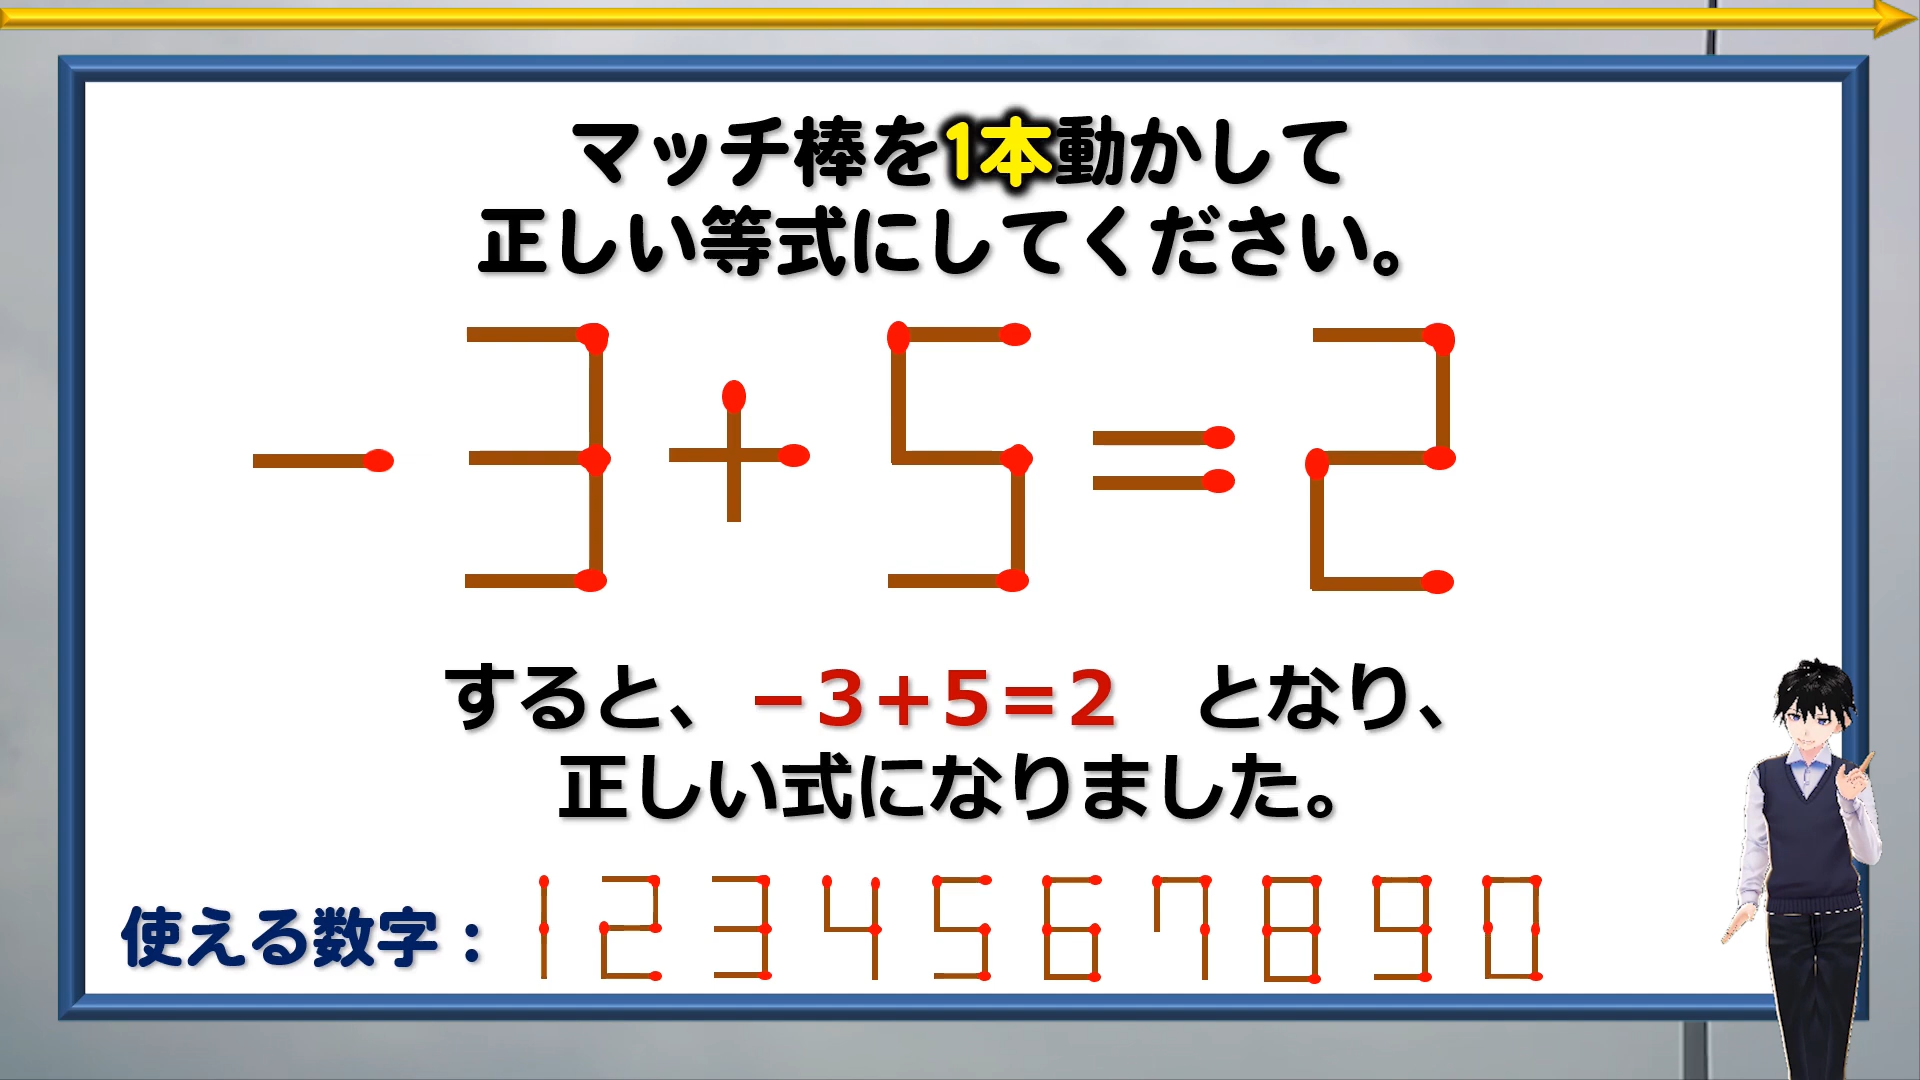 マッチ棒を1本動かして
正しい等式にしてください。
−3+5=2
すると、−3+5=2 となり、
正しい式になりました。
使える数字： 1 2 3 4 5 6 7 8 9 0